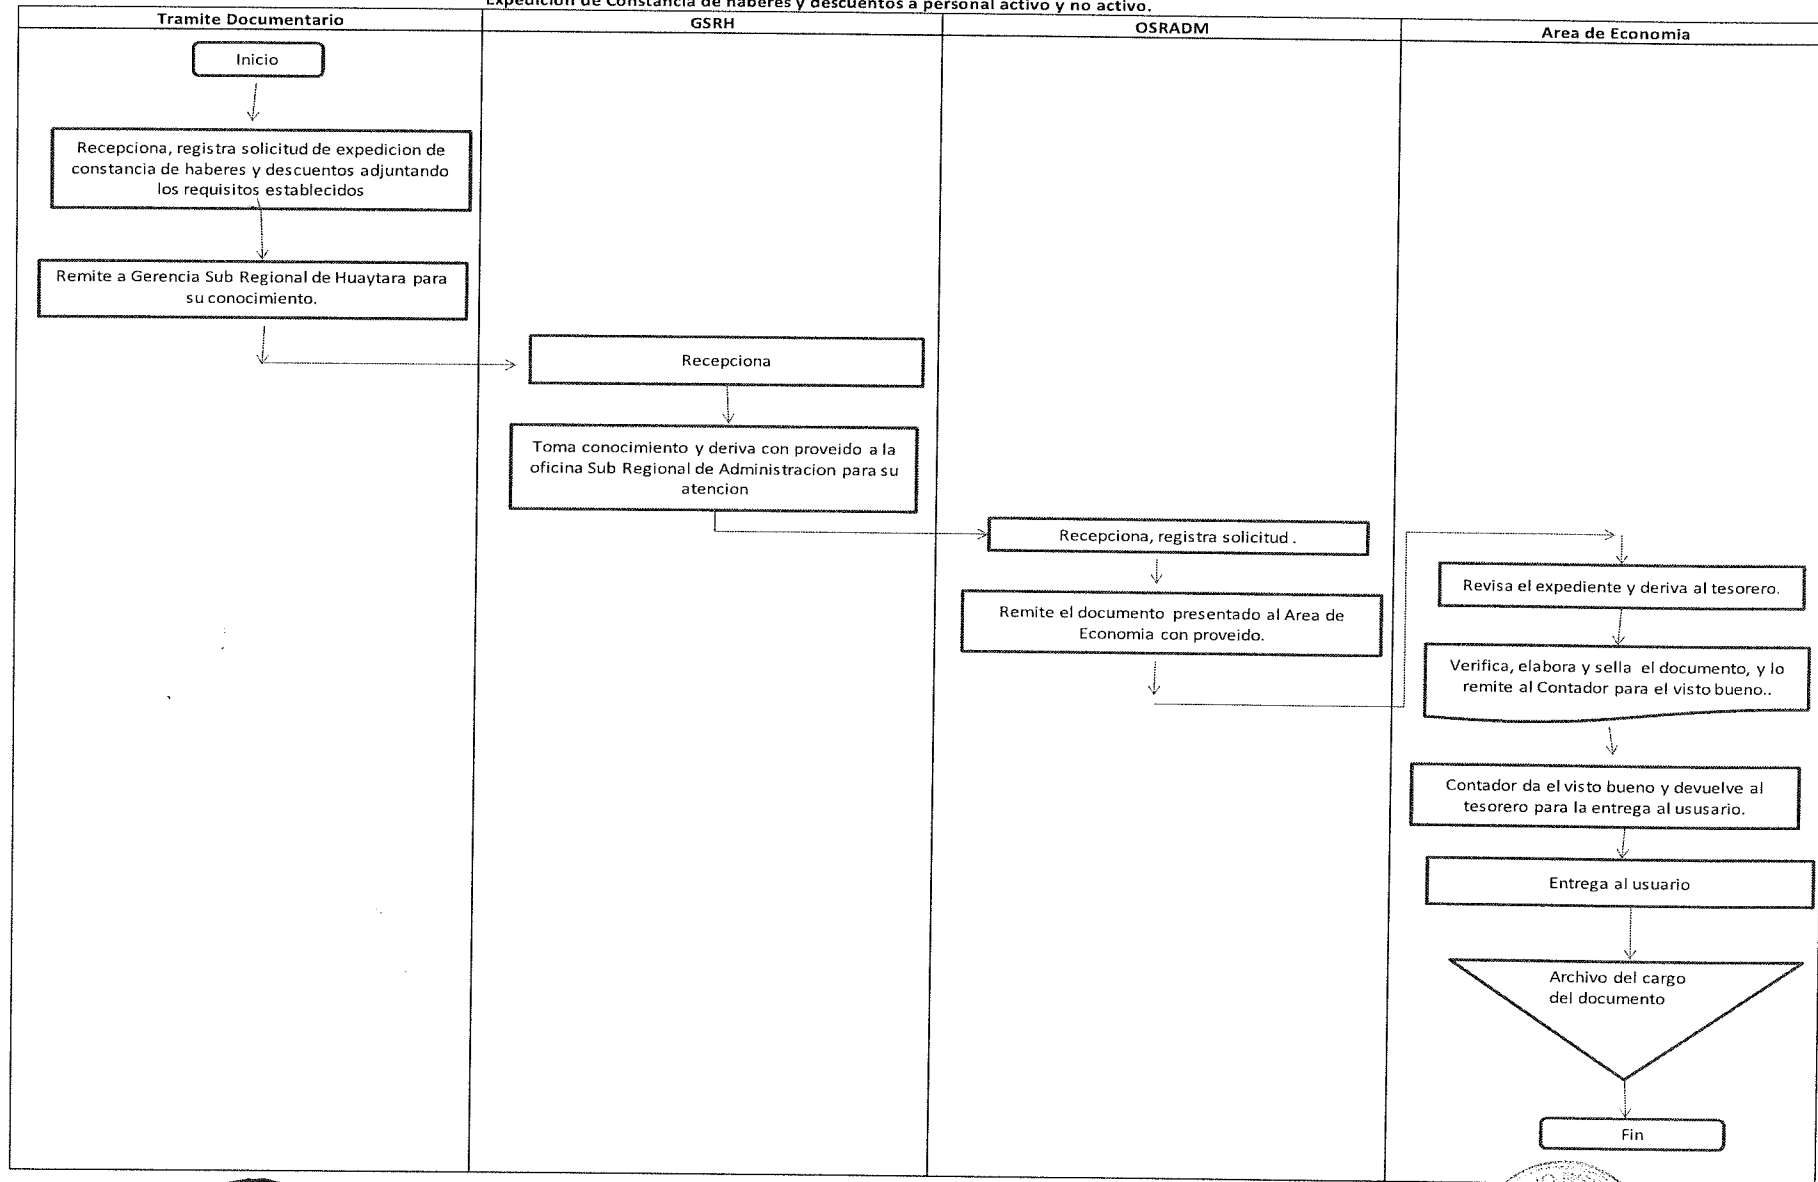 Expedicion de Constancia de haberes y descuentos a personal activo y no activo.
Tramite Documentario
GSRH
OSRADM
Area de Economia
Inicio
Recepciona, registra solicitud de expedicion de
constancia de haberes y descuentos adjuntando
los requisitos establecidos
Remite a Gerencia Sub Regional de Huaytara para
su conocimiento.
Recepciona
Toma conocimiento y deriva con proveido a la
oficina Sub Regional de Administracion para su
atencion
Recepciona, registra solicitud .
Remite el documento presentado al Area de
Economia con proveido.
Revisa el expediente y deriva al tesorero.
Verifica, elabora y sella el documento, y lo
remite al Contador para el visto bueno..
Contador da el visto bueno y devuelve al
tesorero para la entrega al ususario.
Entrega al usuario
Archivo del cargo
del documento
Fin